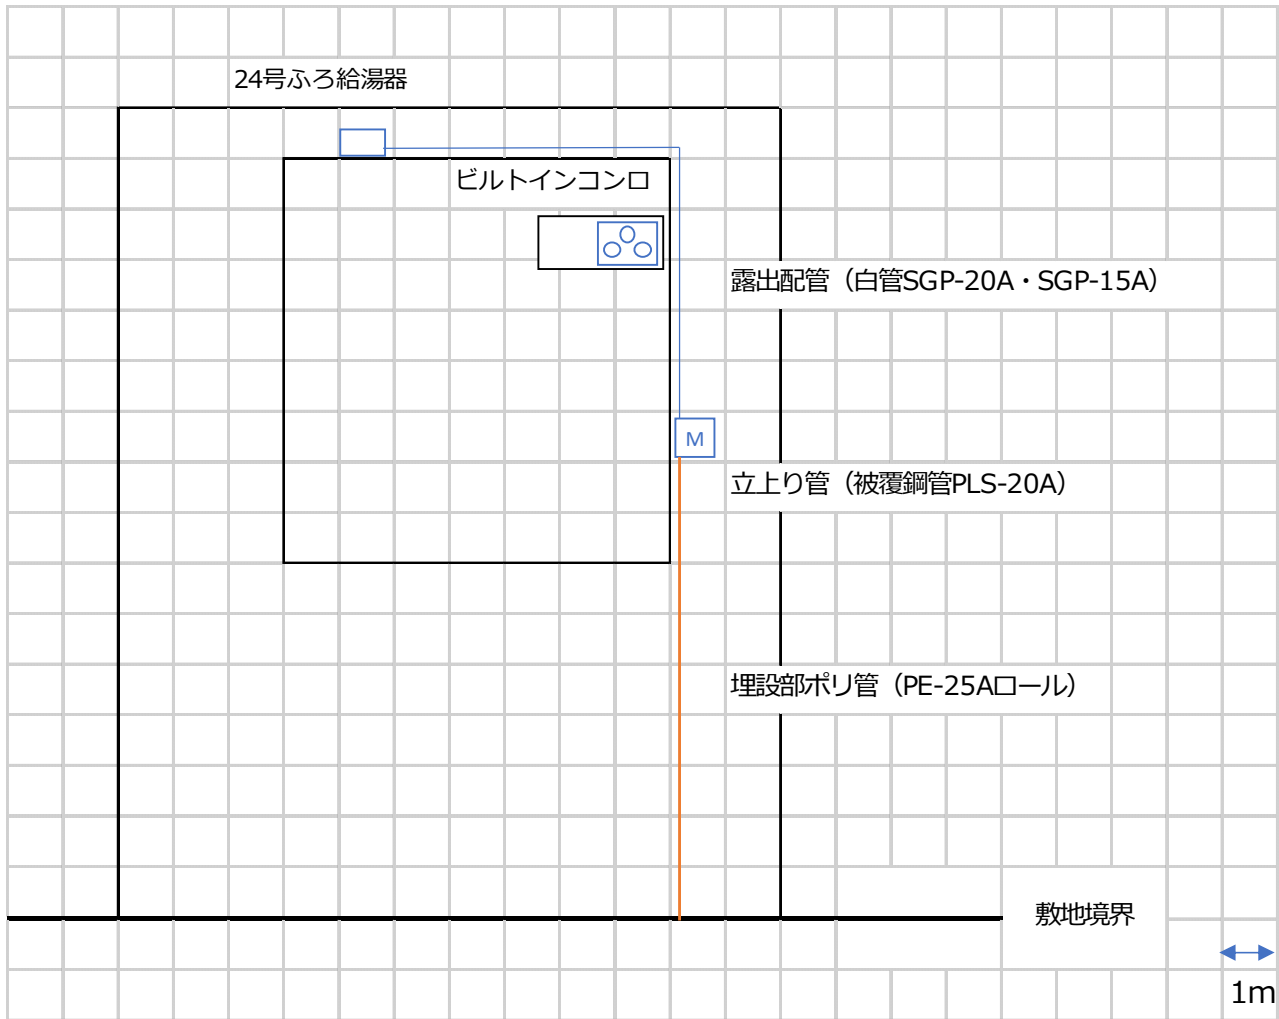 24号ふろ給湯器
ビルトインコンロ
露出配管（白管SGP-20A・SGP-15A）
M
立上り管（被覆鋼管PLS-20A）
埋設部ポリ管（PE-25Aロール）
敷地境界
1m